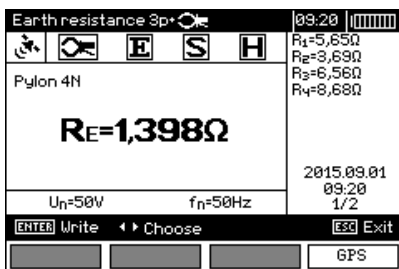 Earth resistance 3p+ 09:20
E S H
Pylon 4N
RE=1,398Ω
Un=50V fn=50Hz
R1=5,65Ω
R2=3,69Ω
R3=6,56Ω
R4=8,68Ω
2015.09.01
09:20
1/2
ENTER Write Choose ESC Exit
GPS